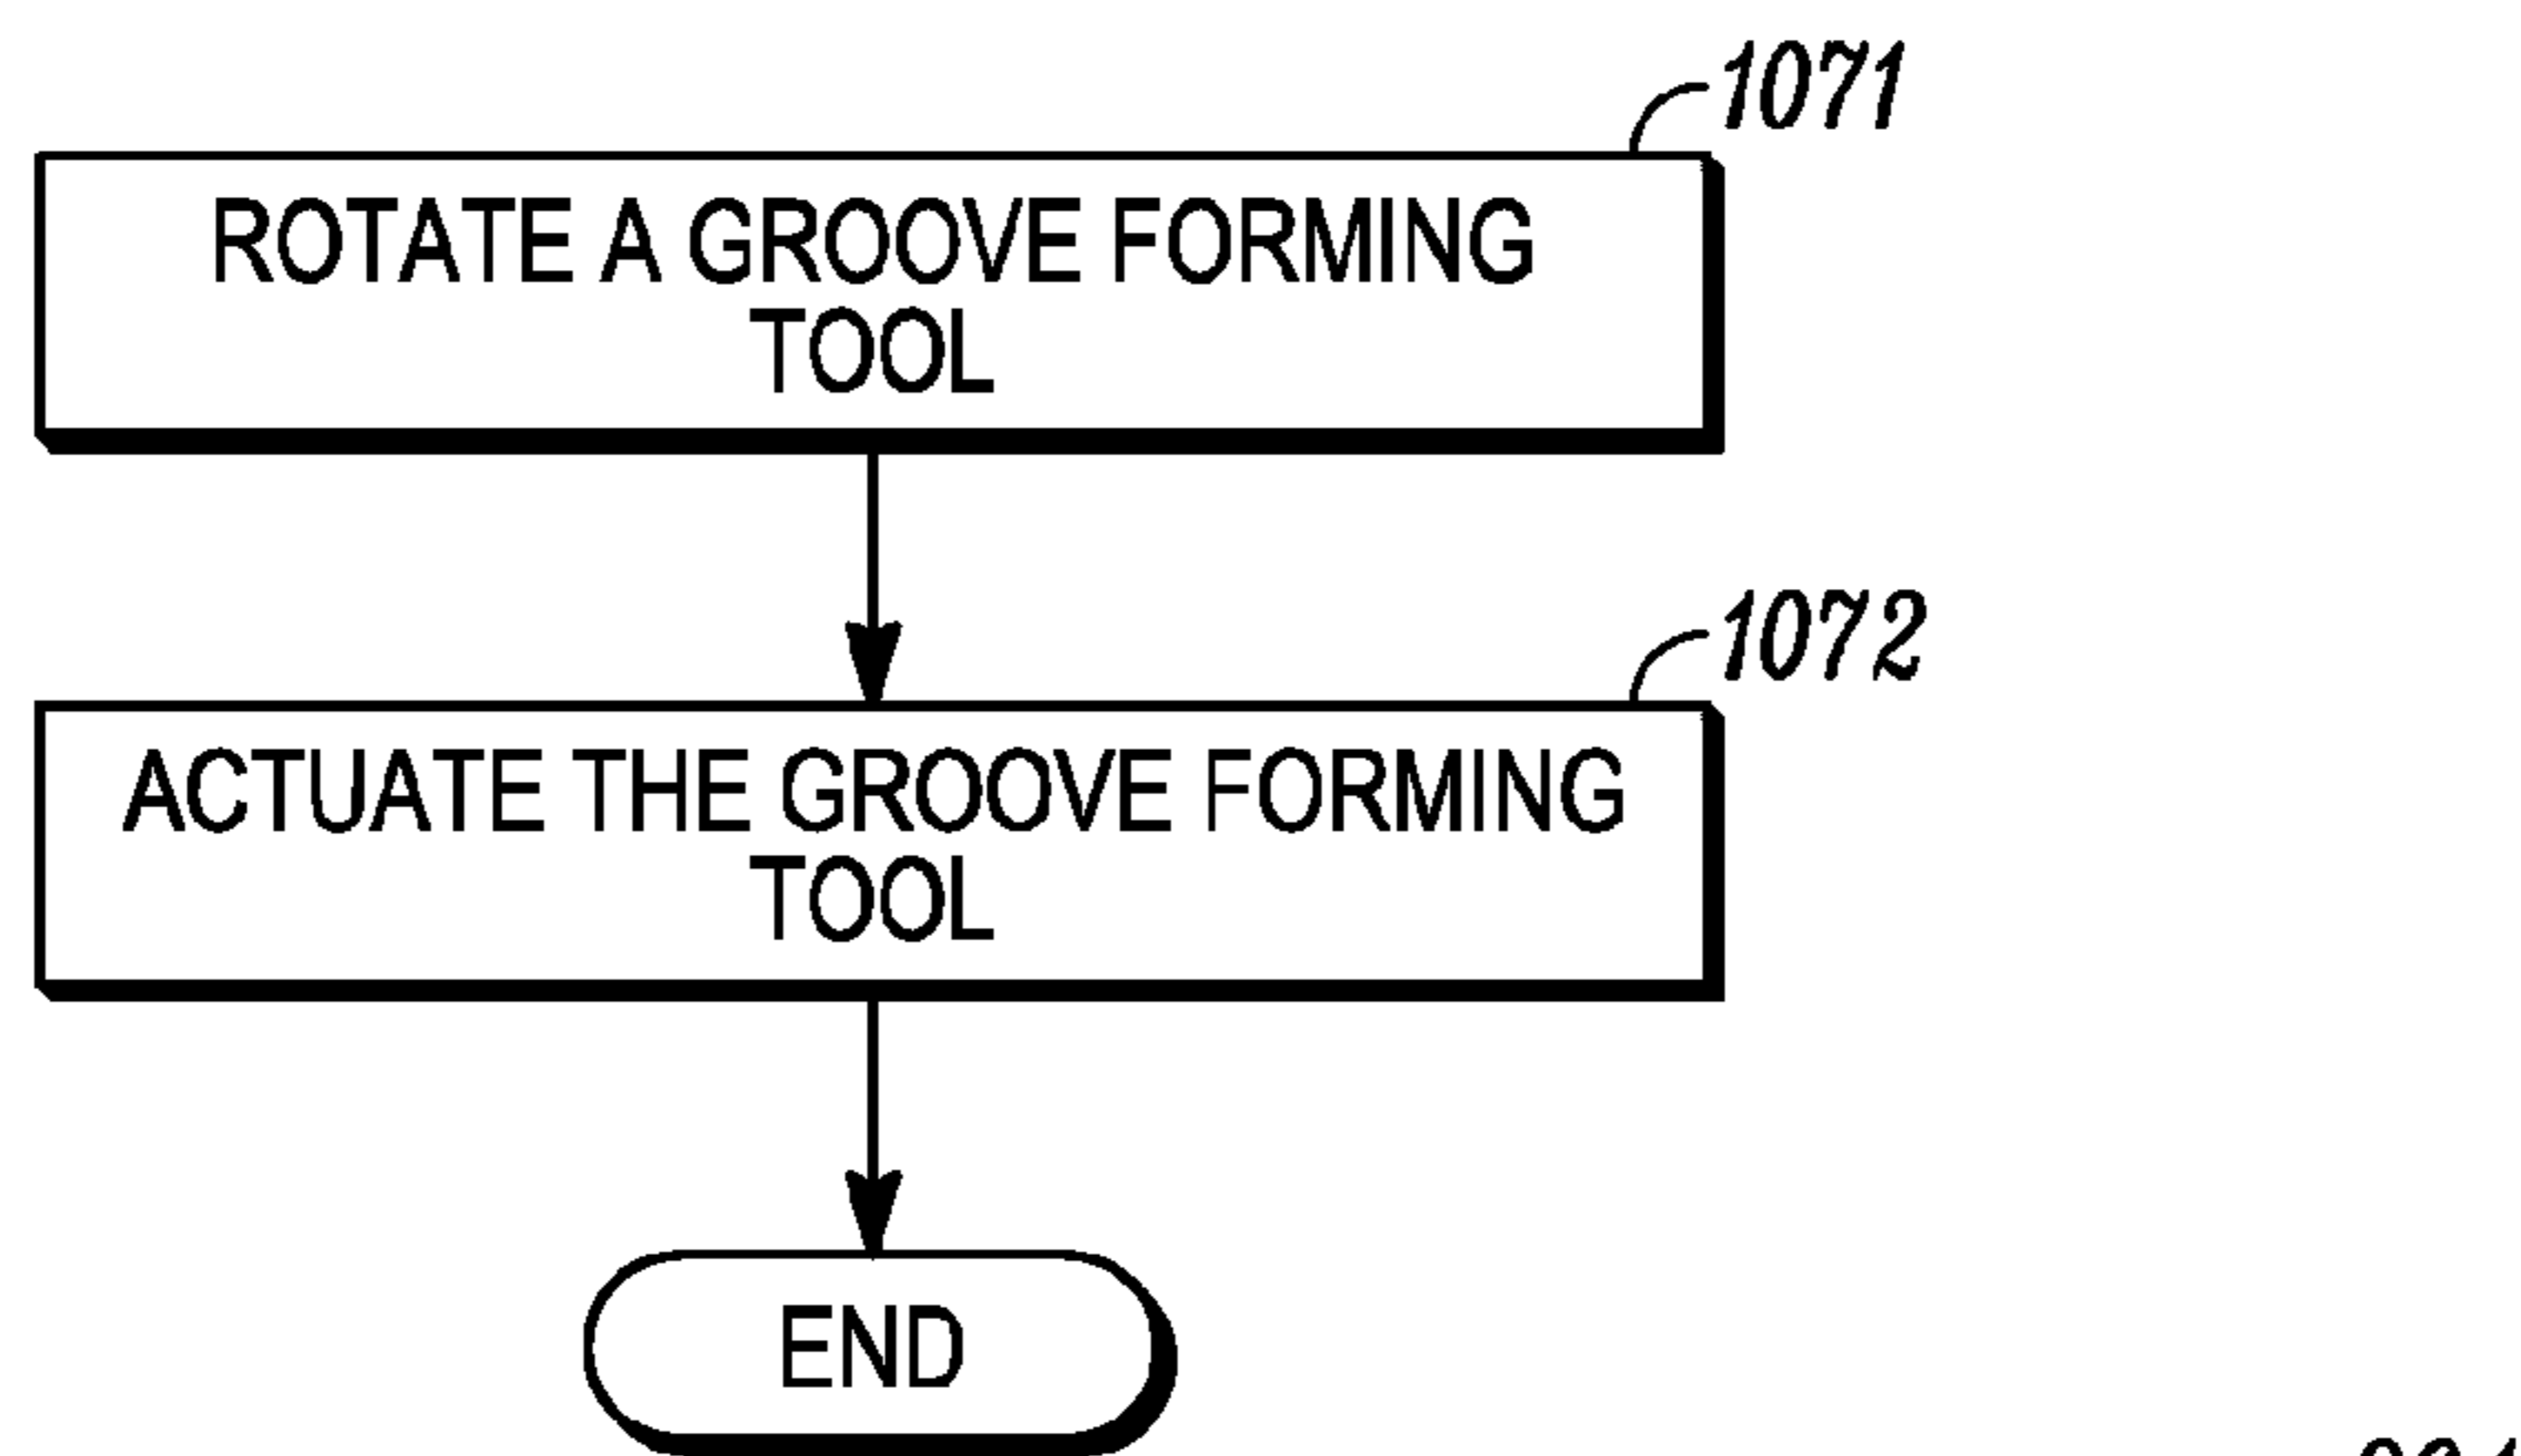 1071
ROTATE A GROOVE FORMING
TOOL
1072
ACTUATE THE GROOVE FORMING
TOOL
END